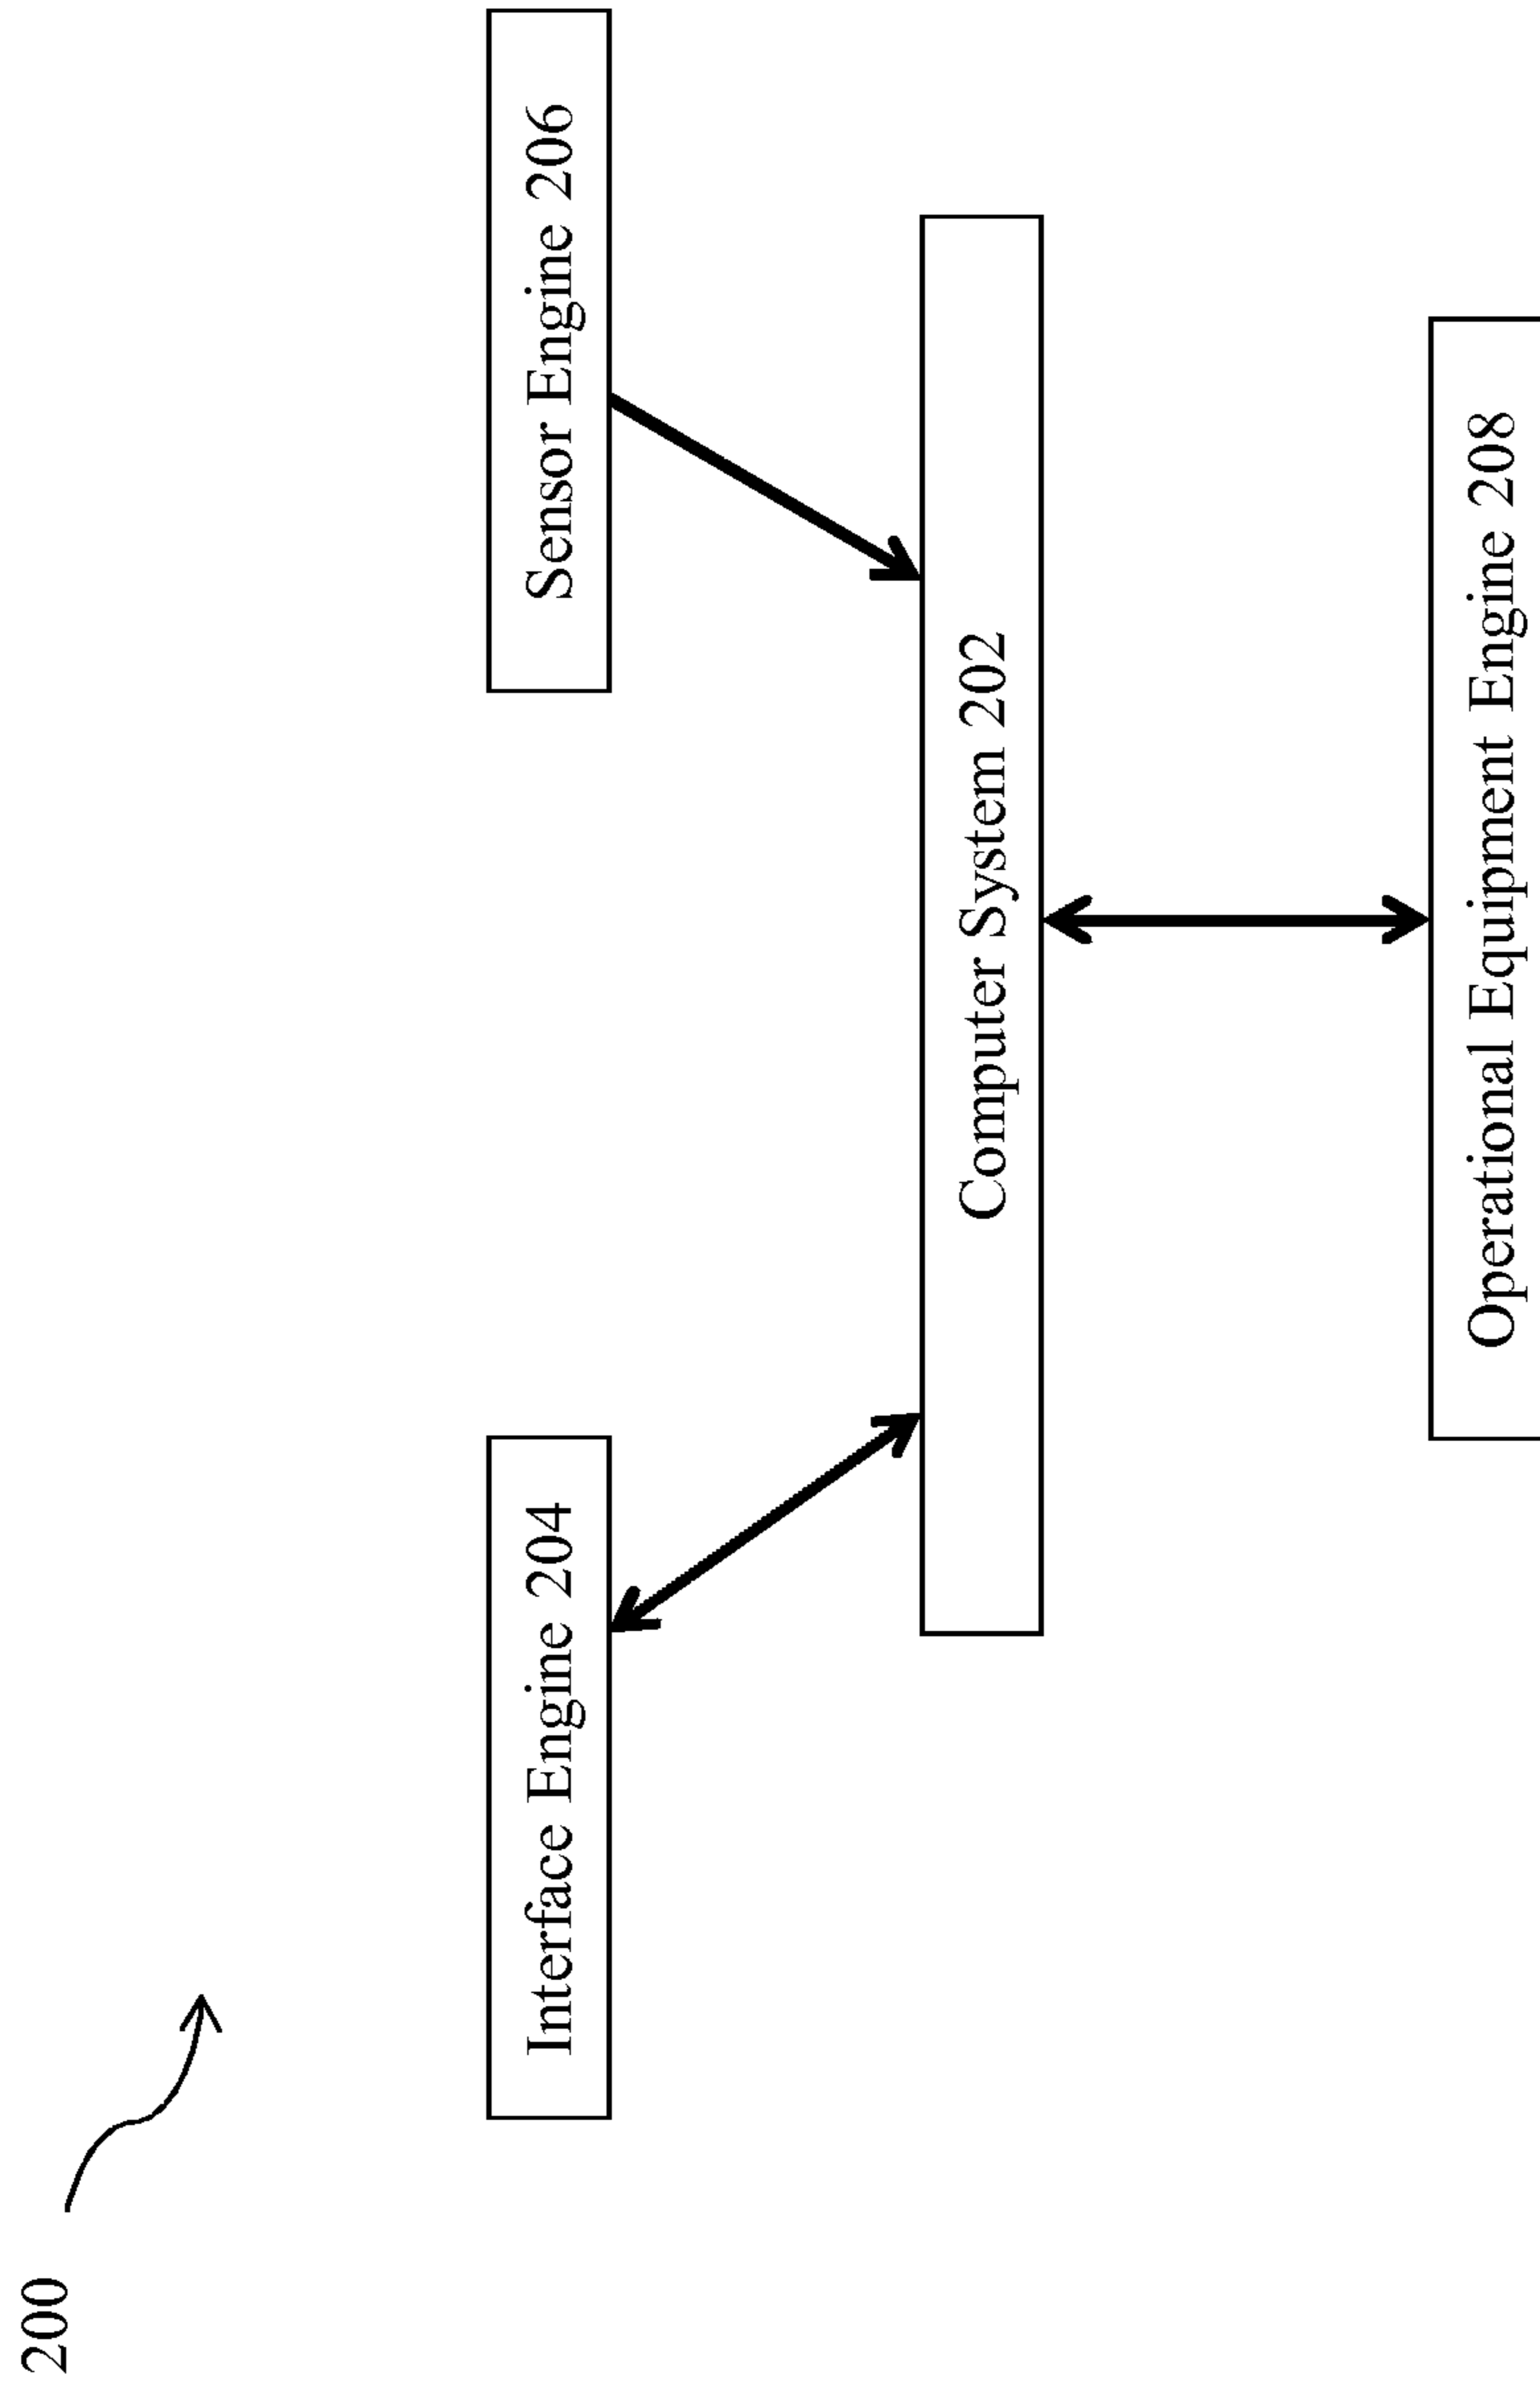 200
Interface Engine 204
Sensor Engine 206
Computer System 202
Operational Equipment Engine 208